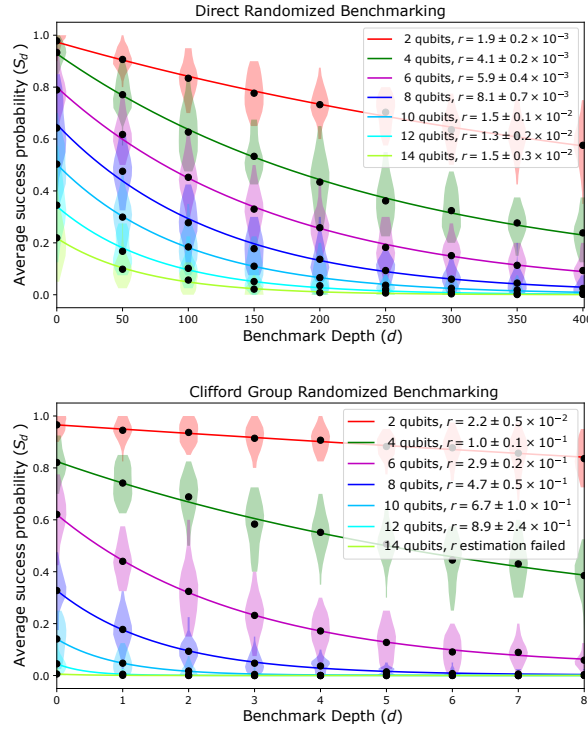 Direct Randomized Benchmarking
Average success probability (S_d)
1.0
0.8
0.6
0.4
0.2
0.0
2 qubits, r = 1.9 ± 0.2 × 10⁻³
4 qubits, r = 4.1 ± 0.2 × 10⁻³
6 qubits, r = 5.9 ± 0.4 × 10⁻³
8 qubits, r = 8.1 ± 0.7 × 10⁻³
10 qubits, r = 1.5 ± 0.1 × 10⁻²
12 qubits, r = 1.3 ± 0.2 × 10⁻²
14 qubits, r = 1.5 ± 0.3 × 10⁻²
0 50 100 150 200 250 300 350 400
Benchmark Depth (d)
Clifford Group Randomized Benchmarking
Average success probability (S_d)
1.0
0.8
0.6
0.4
0.2
0.0
2 qubits, r = 2.2 ± 0.5 × 10⁻²
4 qubits, r = 1.0 ± 0.1 × 10⁻¹
6 qubits, r = 2.9 ± 0.2 × 10⁻¹
8 qubits, r = 4.7 ± 0.5 × 10⁻¹
10 qubits, r = 6.7 ± 1.0 × 10⁻¹
12 qubits, r = 8.9 ± 2.4 × 10⁻¹
14 qubits, r estimation failed
0 1 2 3 4 5 6 7 8
Benchmark Depth (d)